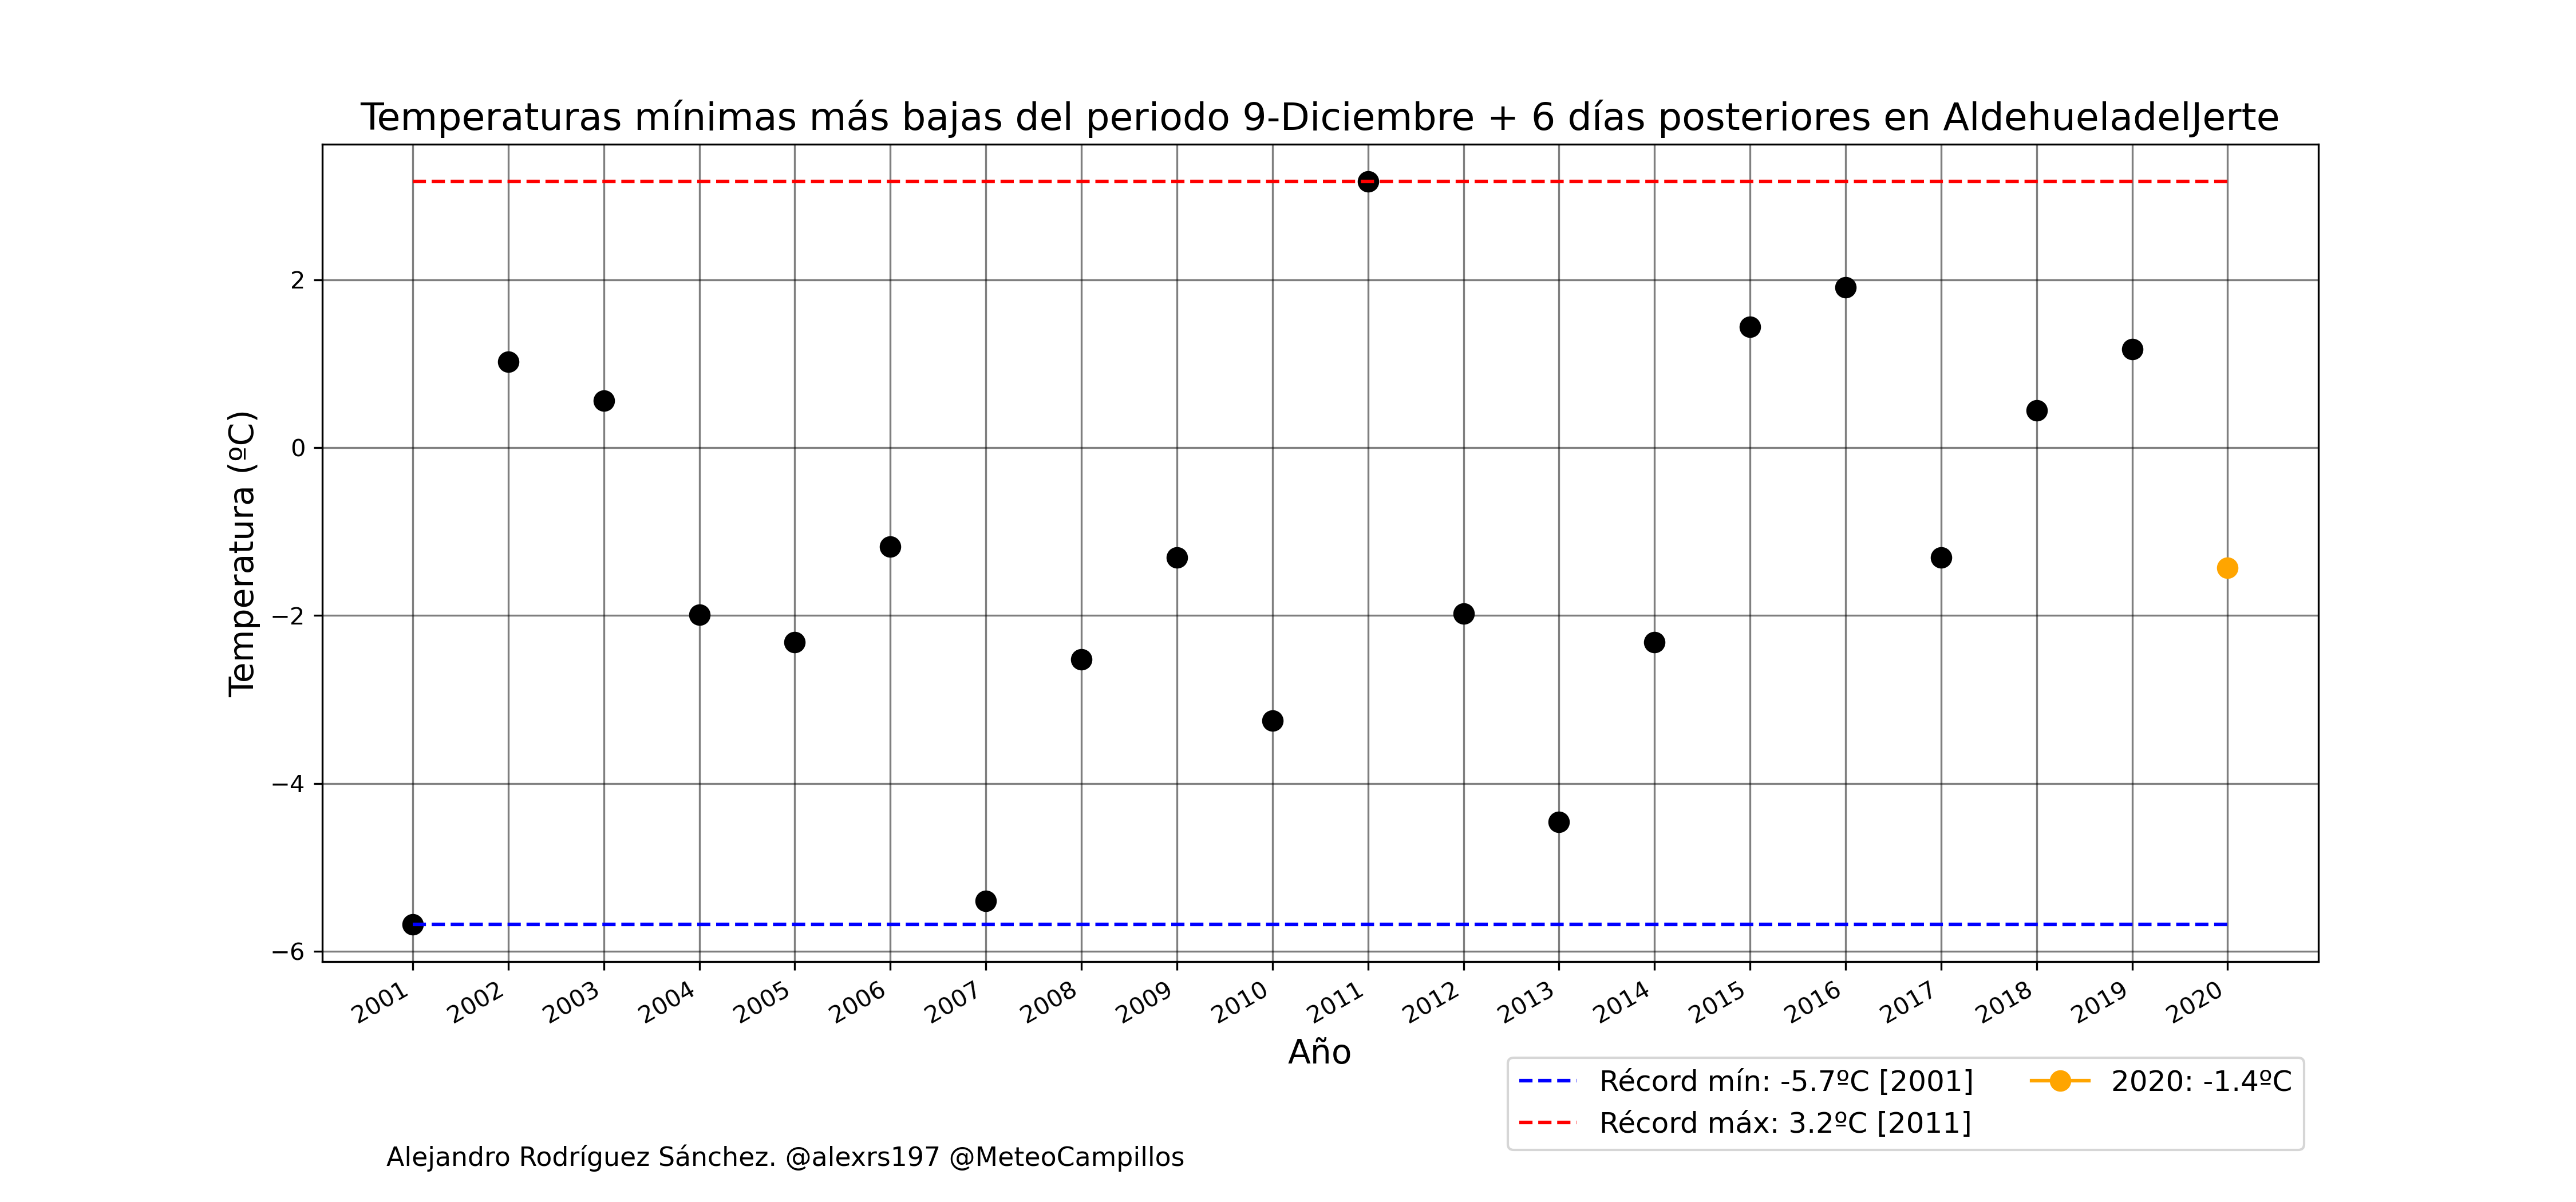 Temperaturas mínimas más bajas del periodo 9-Diciembre + 6 días posteriores en AldehueladelJerte
Temperatura (ºC)
2
0
−2
−4
−6
2001 2002 2003 2004 2005 2006 2007 2008 2009 2010 2011 2012 2013 2014 2015 2016 2017 2018 2019 2020
Año
Récord mín: -5.7ºC [2001]
Récord máx: 3.2ºC [2011]
2020: -1.4ºC
Alejandro Rodríguez Sánchez. @alexrs197 @MeteoCampillos